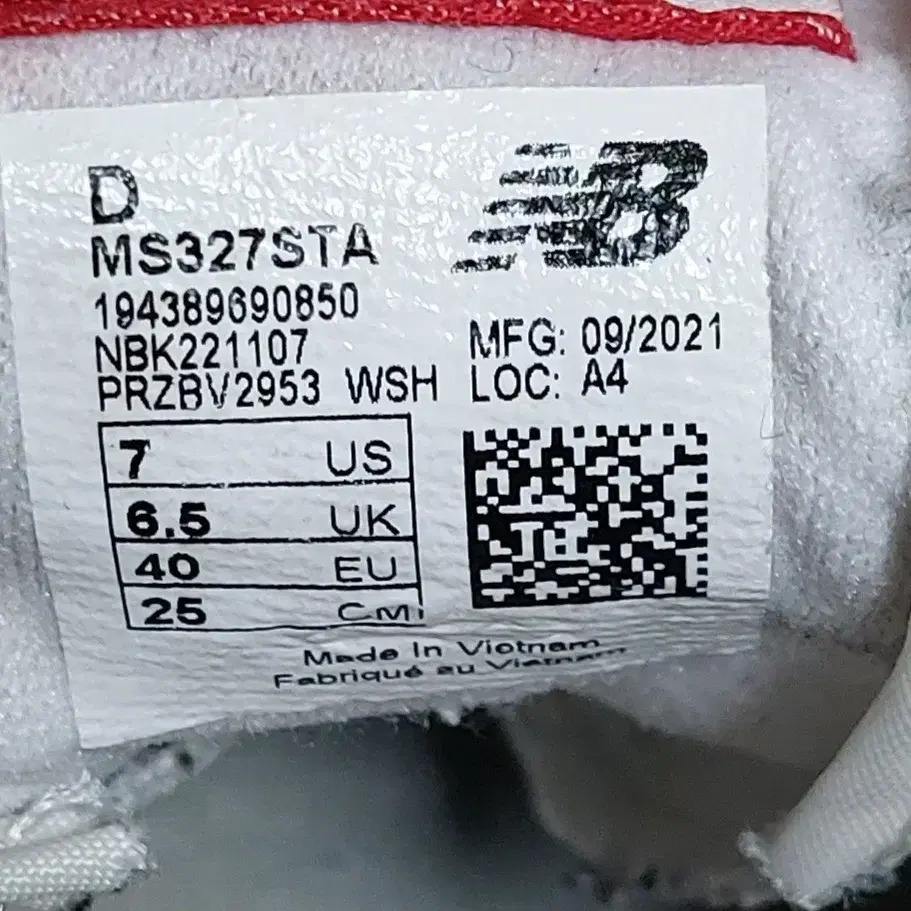 D
NB
MS327STA
194389690850
NBK221107
MFG: 09/2021
PRZBV2953 WSH
LOC: A4
7 US
6.5 UK
40 EU
25 CM
Made In Vietnam
Fabriqué au Vietnam